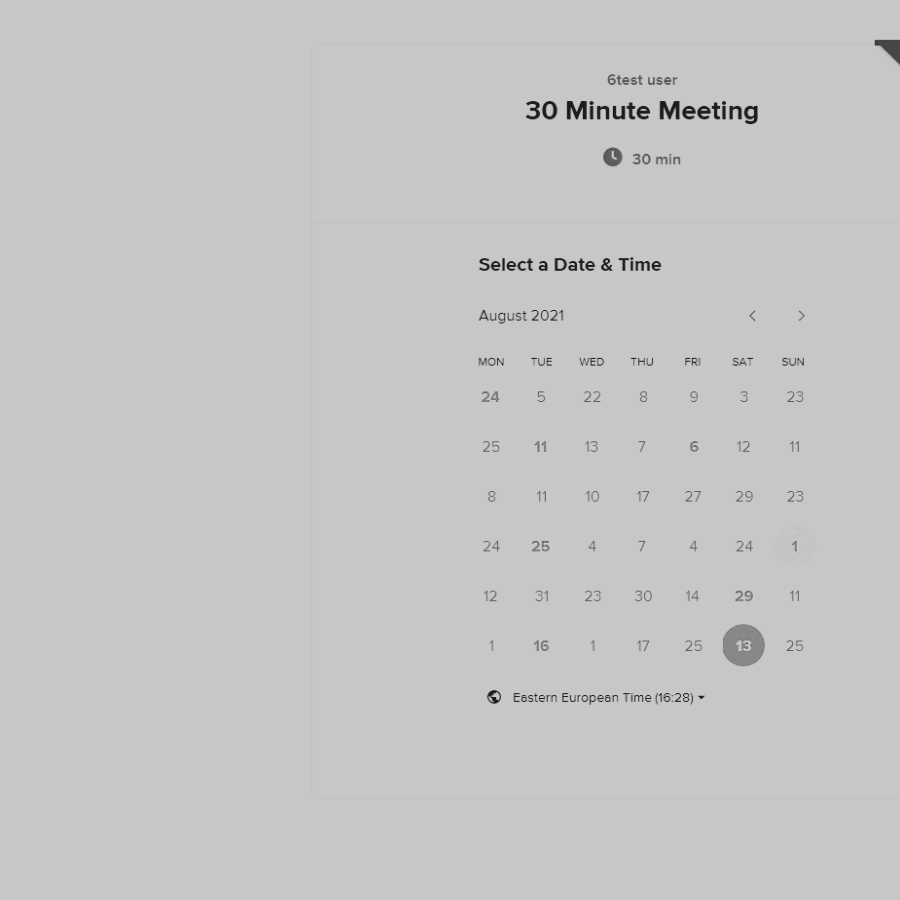 6test user
30 Minute Meeting
30 min
Select a Date & Time
August 2021
MON TUE WED THU FRI SAT SUN
24 5 22 8 9 3 23
25 11 13 7 6 12 11
8 11 10 17 27 29 23
24 25 4 7 4 24 1
12 31 23 30 14 29 11
1 16 1 17 25 13 25
Eastern European Time (16:28)